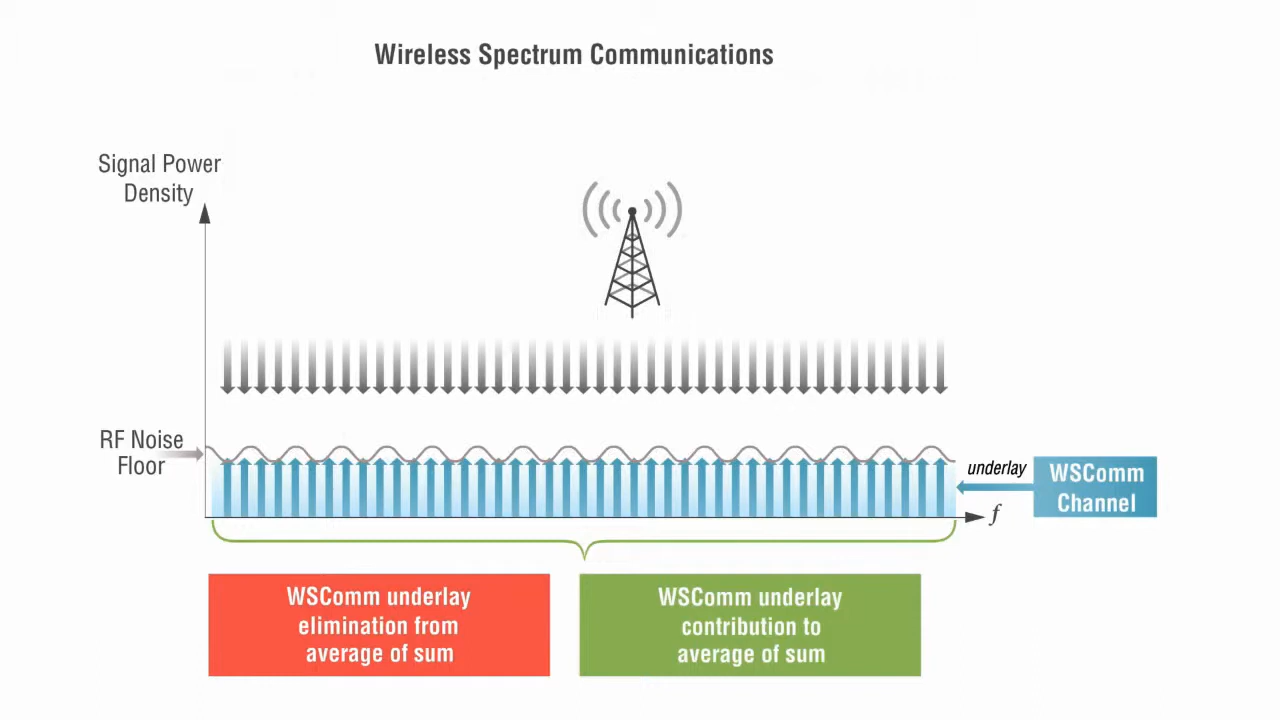 Wireless Spectrum Communications
Signal Power
Density
RF Noise
Floor
underlay
WSComm
Channel
f
WSComm underlay
elimination from
average of sum
WSComm underlay
contribution to
average of sum